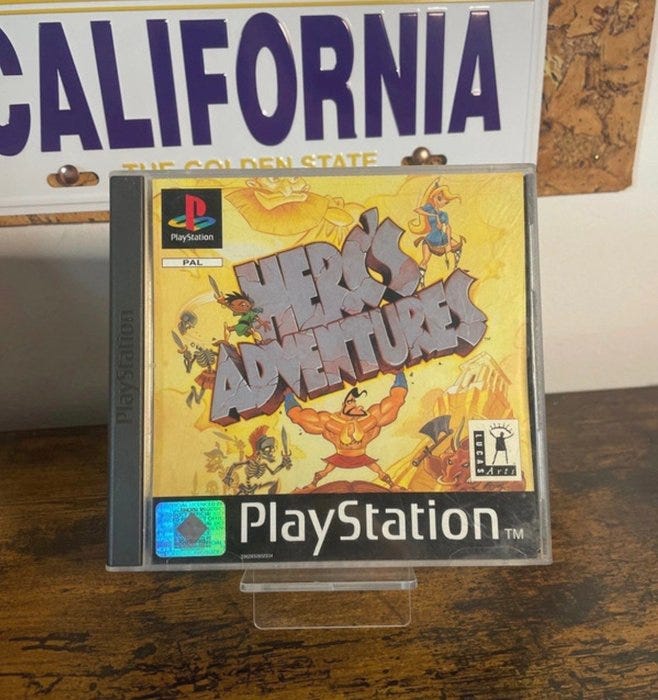 CALIFORNIA
THE GOLDEN STATE
PlayStation
PAL
HERC'S
ADVENTURES
PlayStation
LUCAS
Arts
PlayStation™